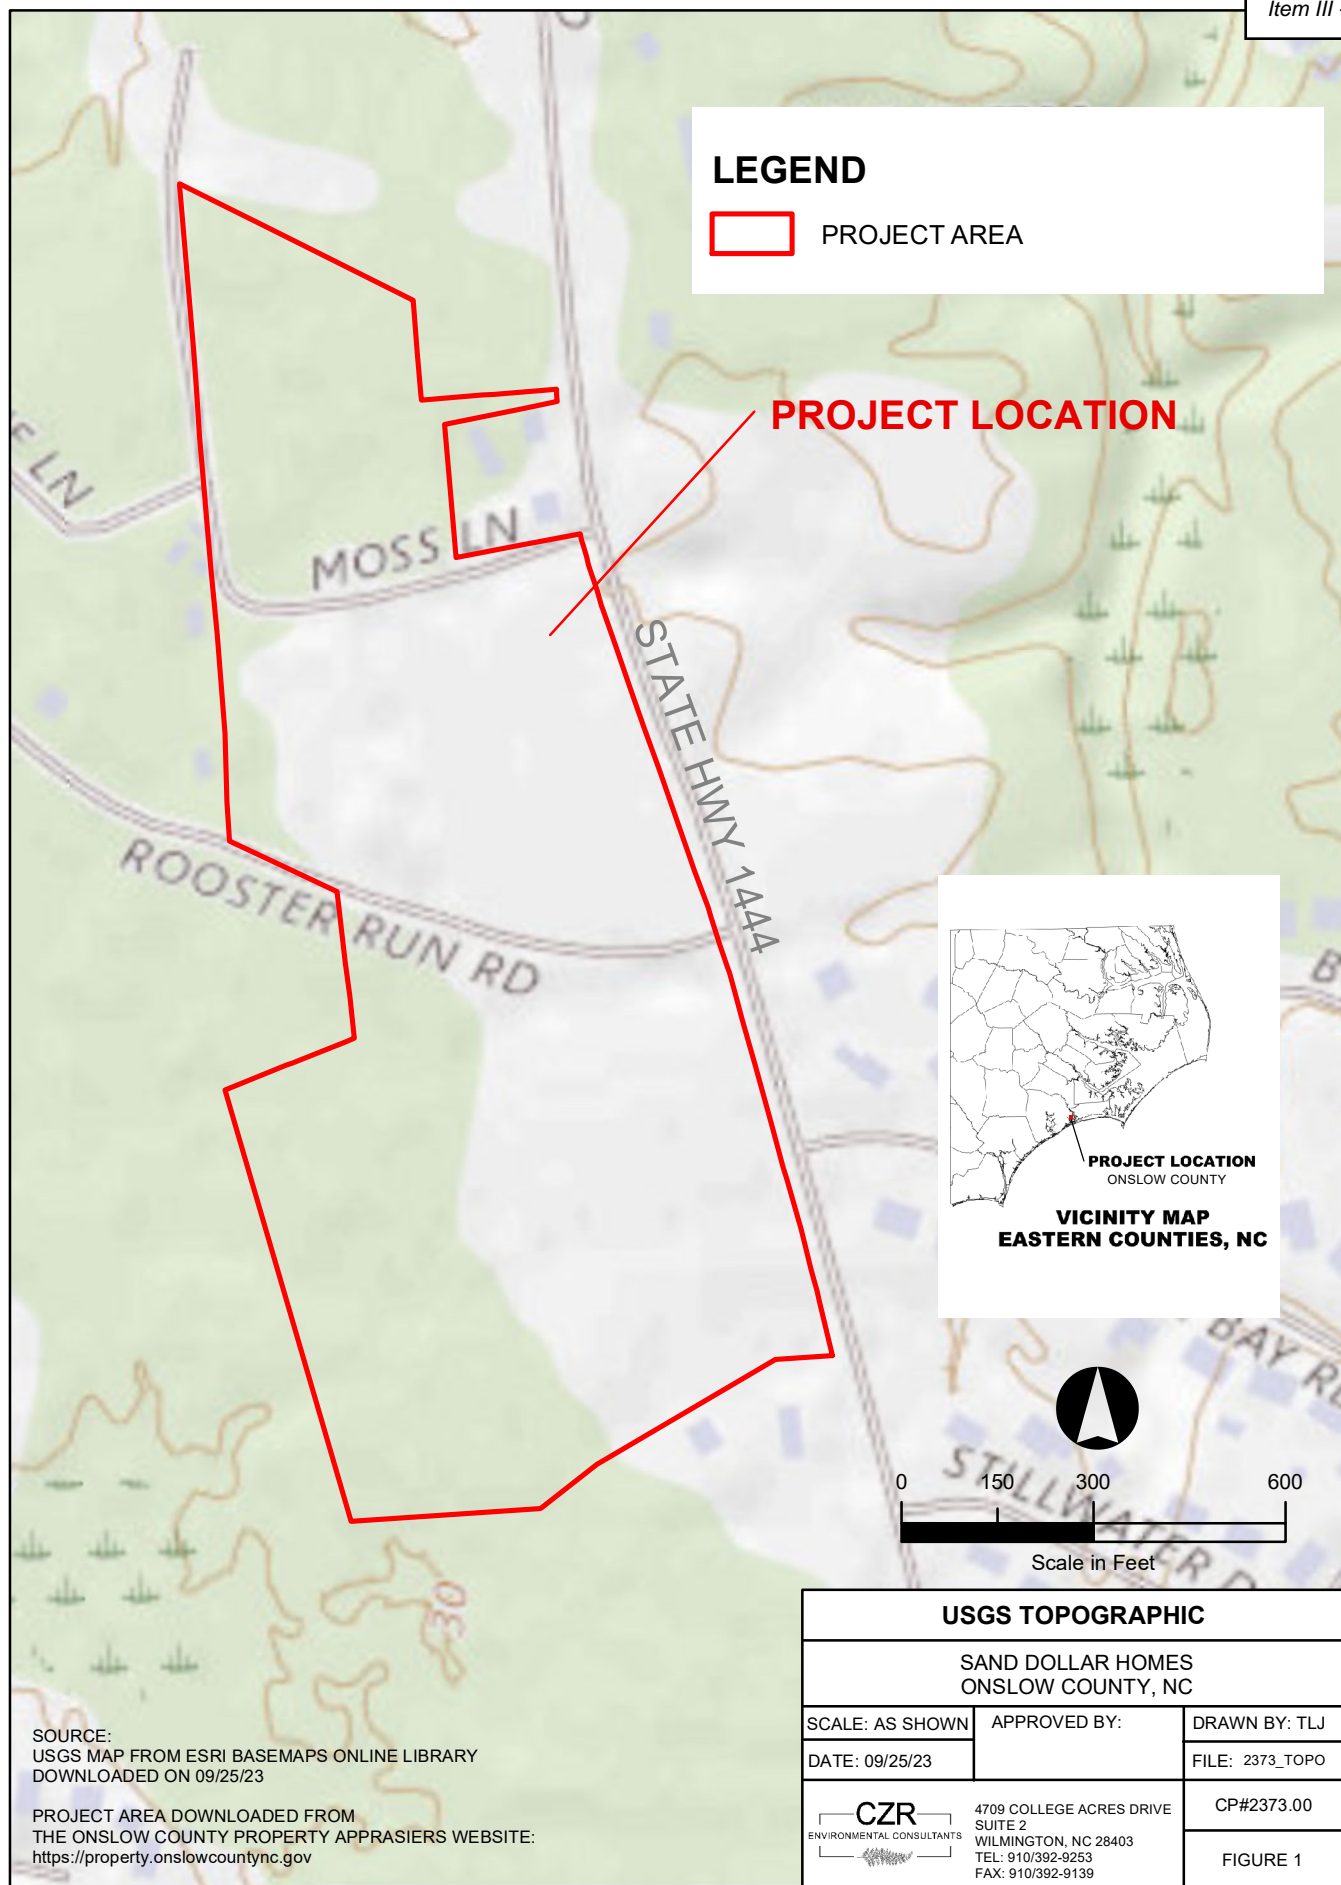 Item III
LEGEND
PROJECT AREA
PROJECT LOCATION
LN
MOSS LN
STATE HWY 1444
ROOSTER RUN RD
B
PROJECT LOCATION
ONSLOW COUNTY
VICINITY MAP
EASTERN COUNTIES, NC
BAY RD
STILLWATER D
0 150 300 600
Scale in Feet
30
USGS TOPOGRAPHIC
SAND DOLLAR HOMES
ONSLOW COUNTY, NC
SCALE: AS SHOWN
APPROVED BY:
DRAWN BY: TLJ
DATE: 09/25/23
FILE: 2373_TOPO
CZR
ENVIRONMENTAL CONSULTANTS
4709 COLLEGE ACRES DRIVE
SUITE 2
WILMINGTON, NC 28403
TEL: 910/392-9253
FAX: 910/392-9139
CP#2373.00
FIGURE 1
SOURCE:
USGS MAP FROM ESRI BASEMAPS ONLINE LIBRARY
DOWNLOADED ON 09/25/23
PROJECT AREA DOWNLOADED FROM
THE ONSLOW COUNTY PROPERTY APPRASIERS WEBSITE:
https://property.onslowcountync.gov